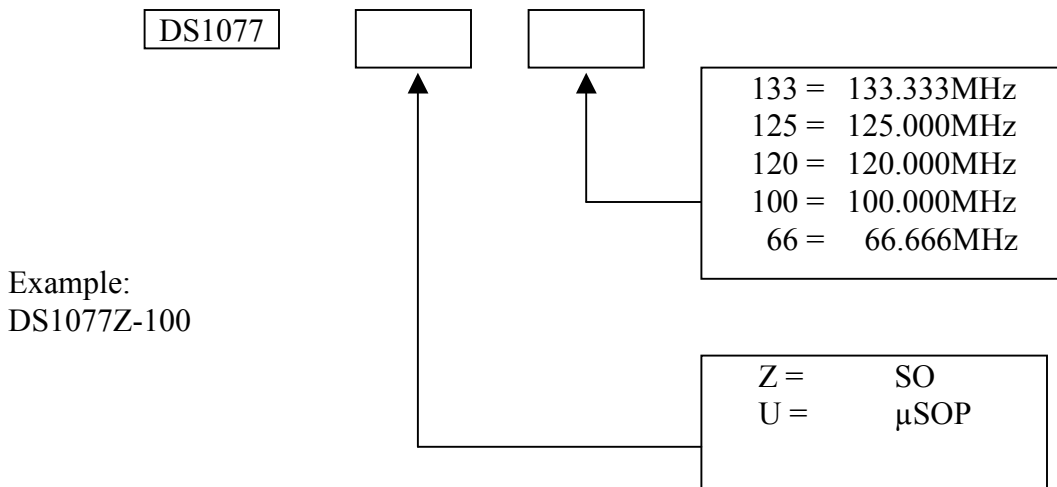 DS1077
133 = 133.333MHz
125 = 125.000MHz
120 = 120.000MHz
100 = 100.000MHz
66 = 66.666MHz
Example:
DS1077Z-100
Z = SO
U = µSOP